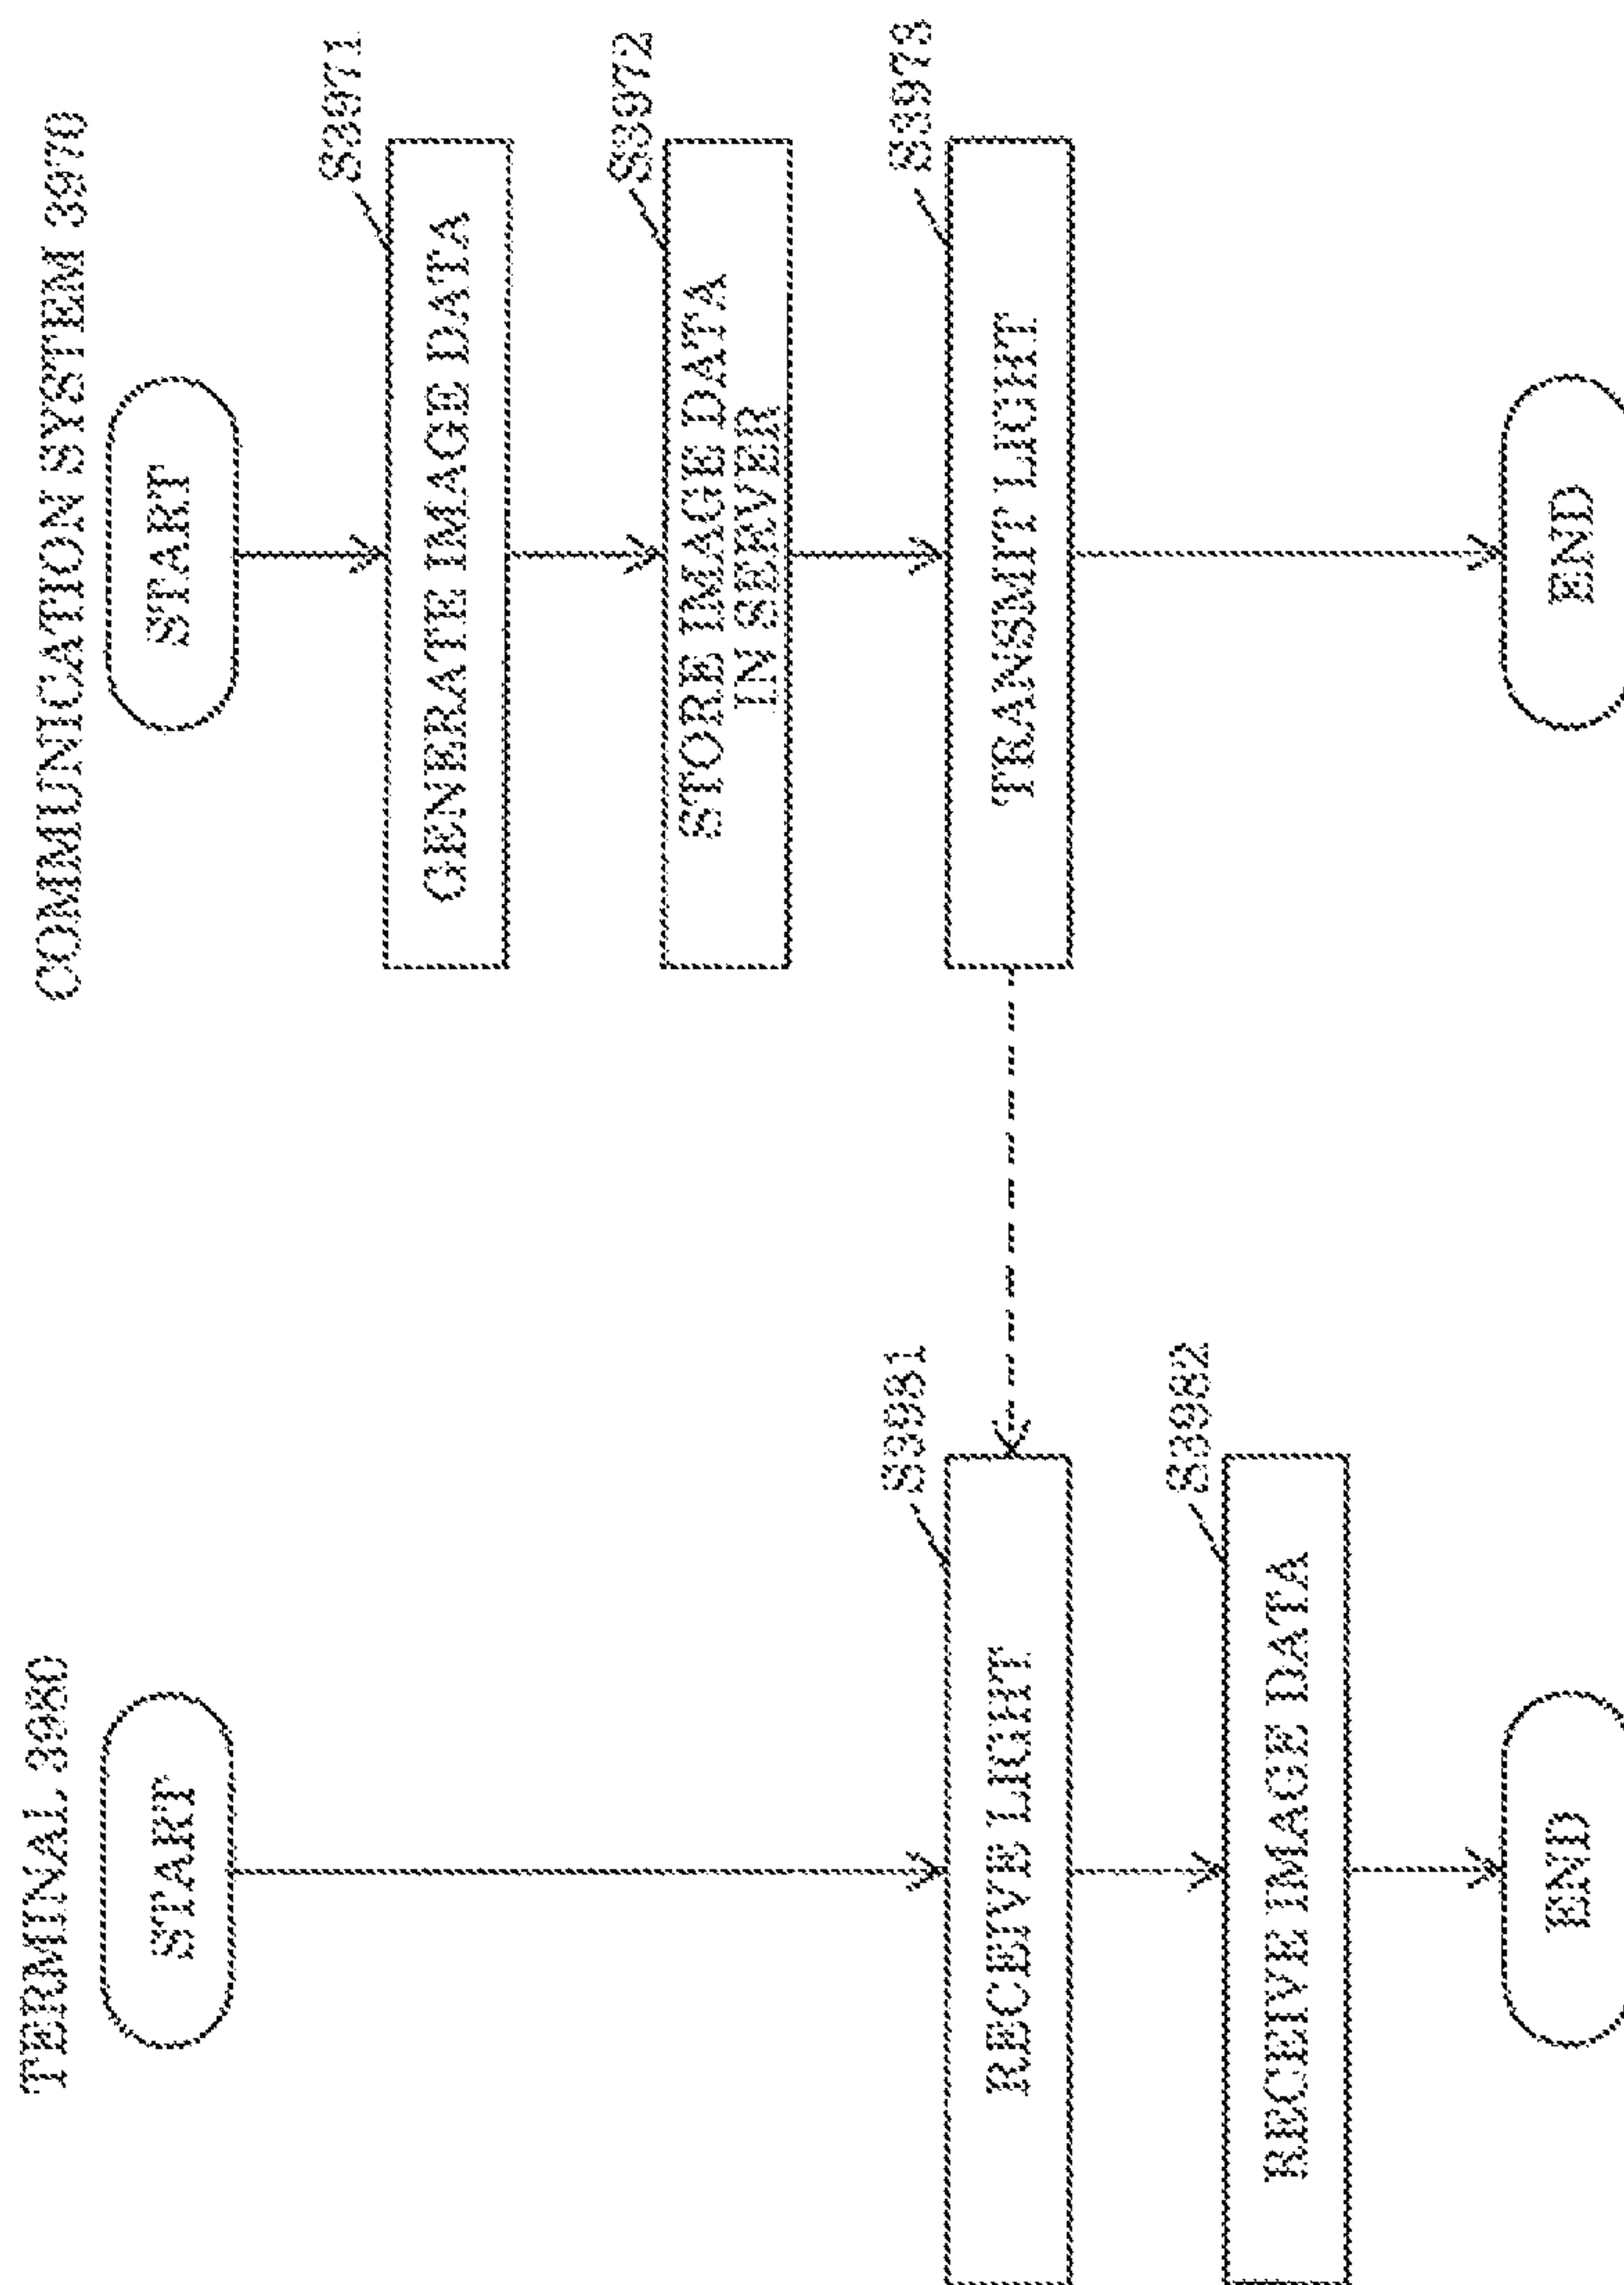 TERMINAL 3980
START
S3981
RECEIVE LIGHT
S3982
RECEIVE IMAGE DATA
END
COMMUNICATION SYSTEM 3970
START
S3971
GENERATE IMAGE DATA
S3972
STORE IMAGE DATA
IN SERVER
S3973
TRANSMIT LIGHT
END